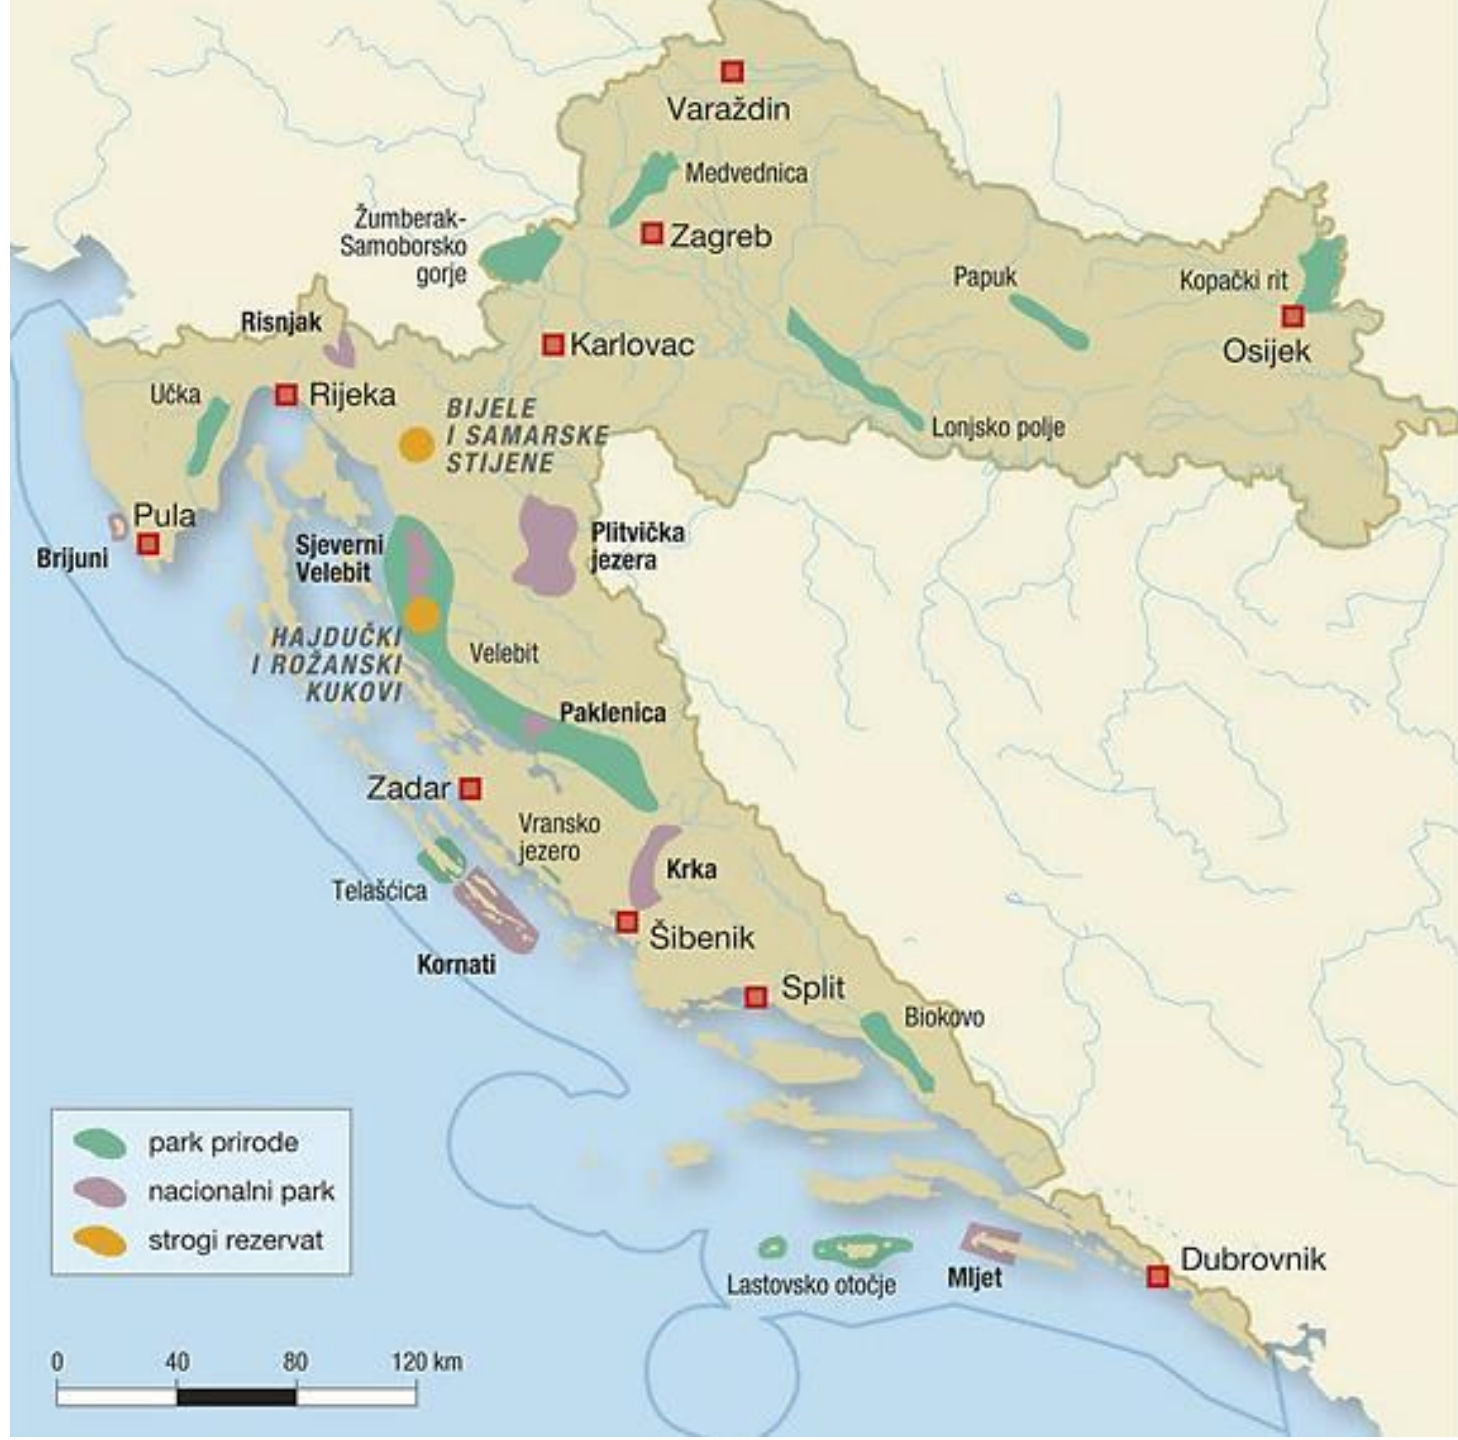 Varaždin
Medvednica
Žumberak-
Samoborsko
gorje
Zagreb
Papuk
Kopački rit
Risnjak
Karlovac
Osijek
Učka
Rijeka
BIJELE
I SAMARSKE
STIJENE
Lonjsko polje
Pula
Brijuni
Sjeverni
Velebit
Plitvička
jezera
HAJDUČKI
I ROŽANSKI
KUKOVI
Velebit
Paklenica
Zadar
Vransko
jezero
Telašćica
Krka
Kornati
Šibenik
Split
Biokovo
park prirode
nacionalni park
strogi rezervat
Lastovsko otočje
Mljet
Dubrovnik
0 40 80 120 km